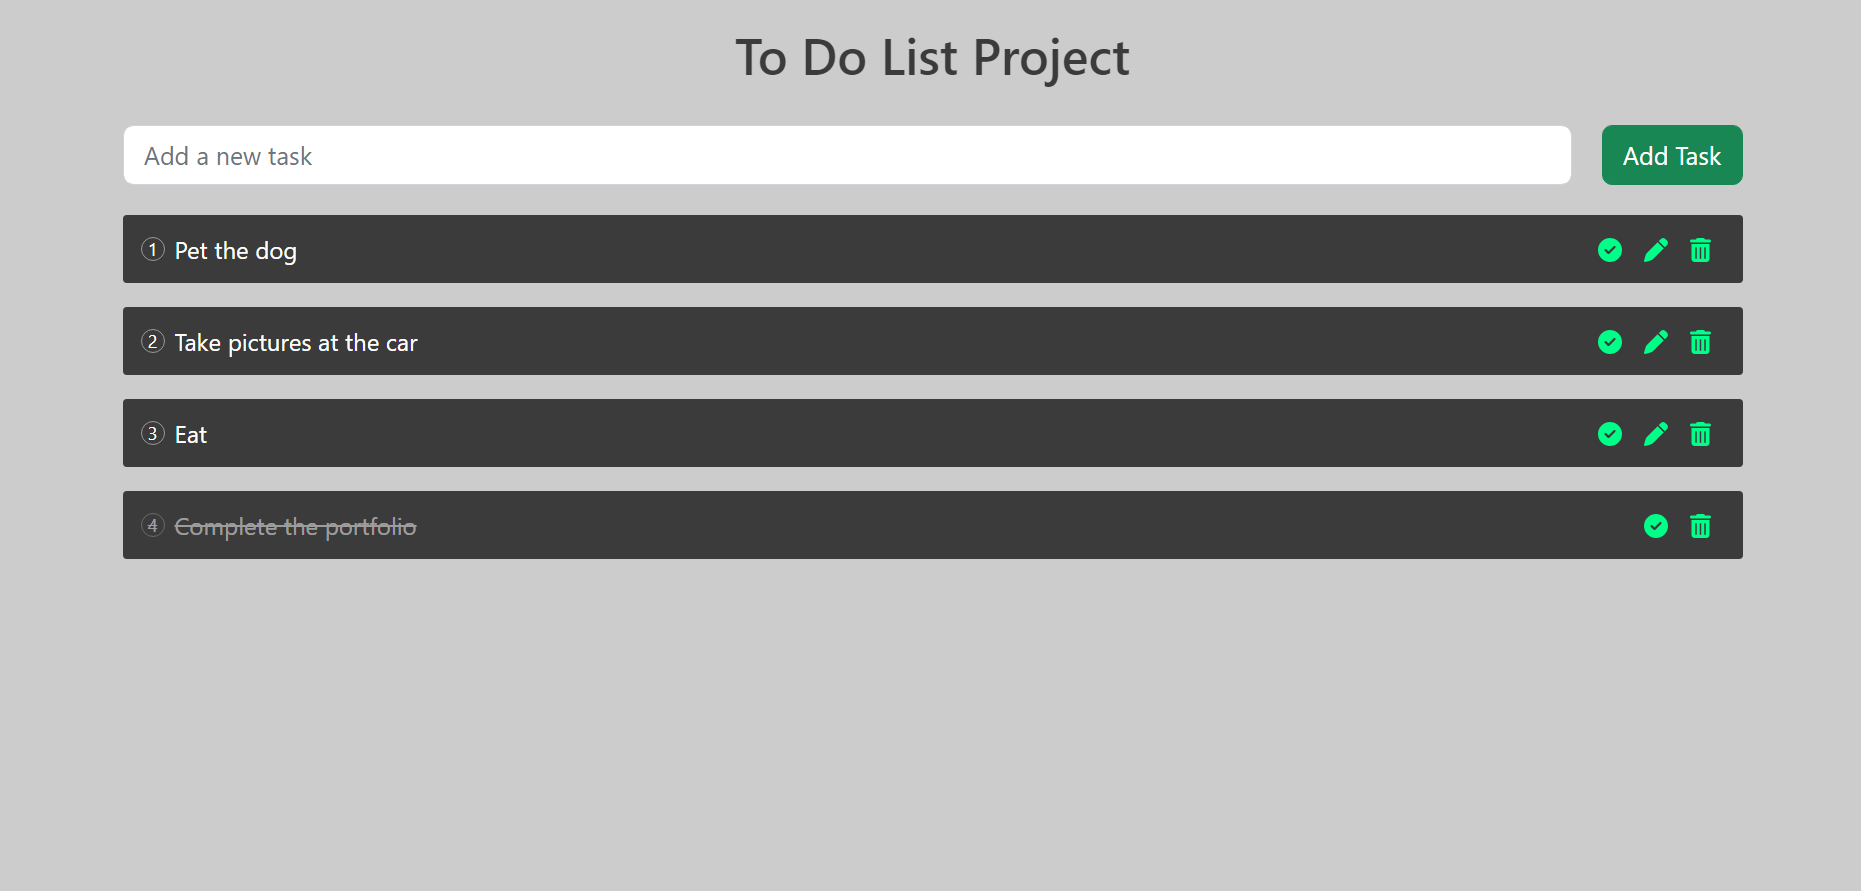 To Do List Project
Add a new task
Add Task
1 Pet the dog
2 Take pictures at the car
3 Eat
4 Complete the portfolio